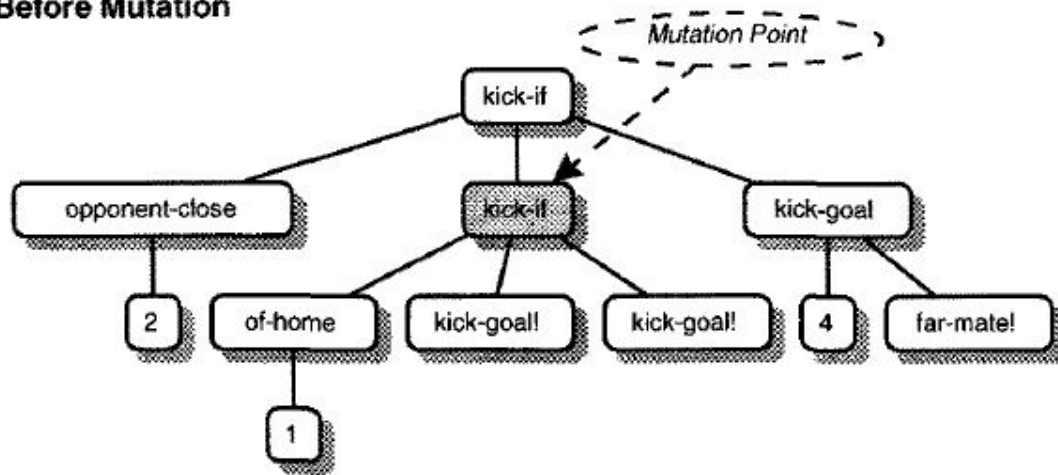 Before Mutation
Mutation Point
kick-if
opponent-close
kick-if
kick-goal
2
of-home
kick-goal!
kick-goal!
4
far-mate!
1